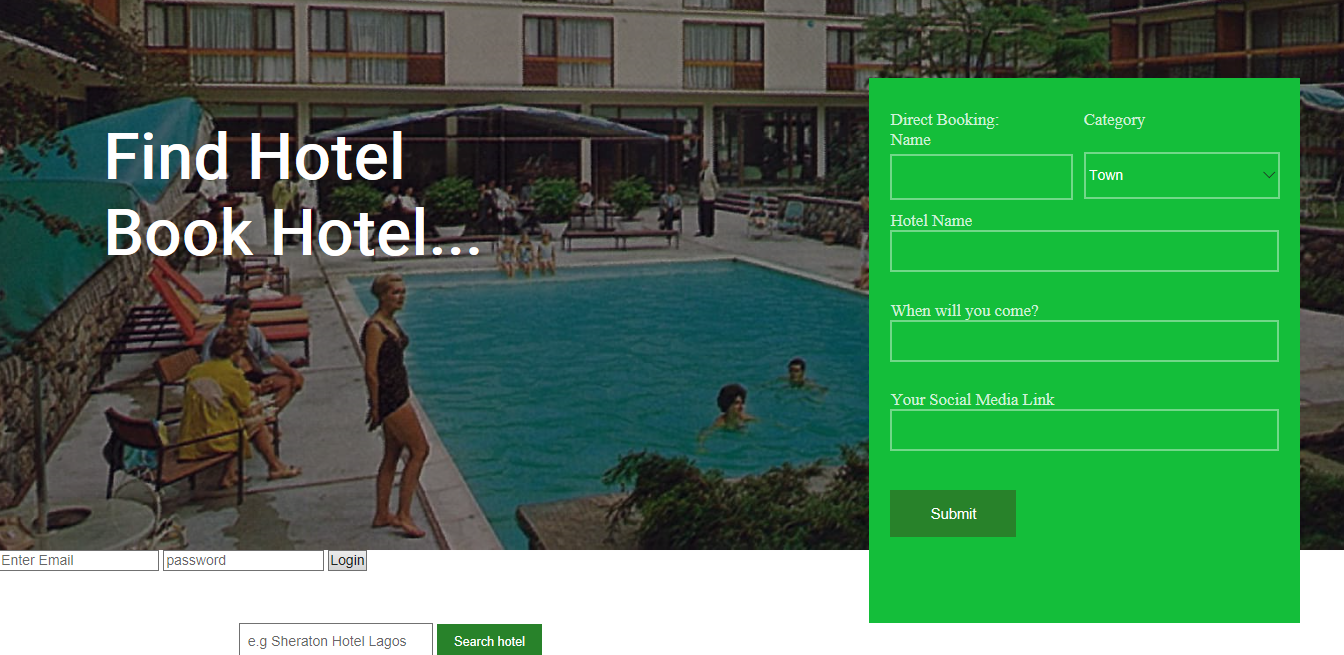 Find Hotel
Book Hotel...
Direct Booking:
Name
Category
Town
Hotel Name
When will you come?
Your Social Media Link
Submit
Enter Email
password
Login
e.g Sheraton Hotel Lagos
Search hotel